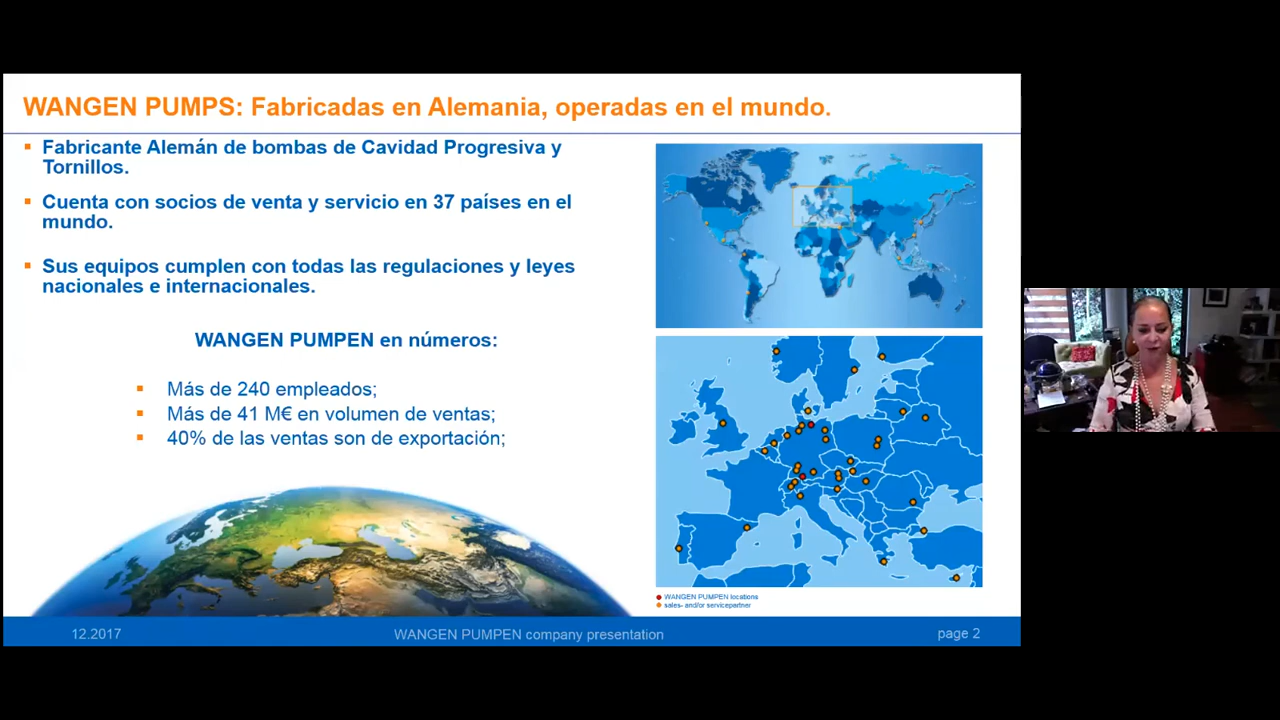 WANGEN PUMPS: Fabricadas en Alemania, operadas en el mundo.
Fabricante Alemán de bombas de Cavidad Progresiva y
Tornillos.
Cuenta con socios de venta y servicio en 37 países en el
mundo.
Sus equipos cumplen con todas las regulaciones y leyes
nacionales e internacionales.
WANGEN PUMPEN en números:
Más de 240 empleados;
Más de 41 M€ en volumen de ventas;
40% de las ventas son de exportación;
WANGEN PUMPEN locations
sales- and/or servicepartner
12.2017
WANGEN PUMPEN company presentation
page 2